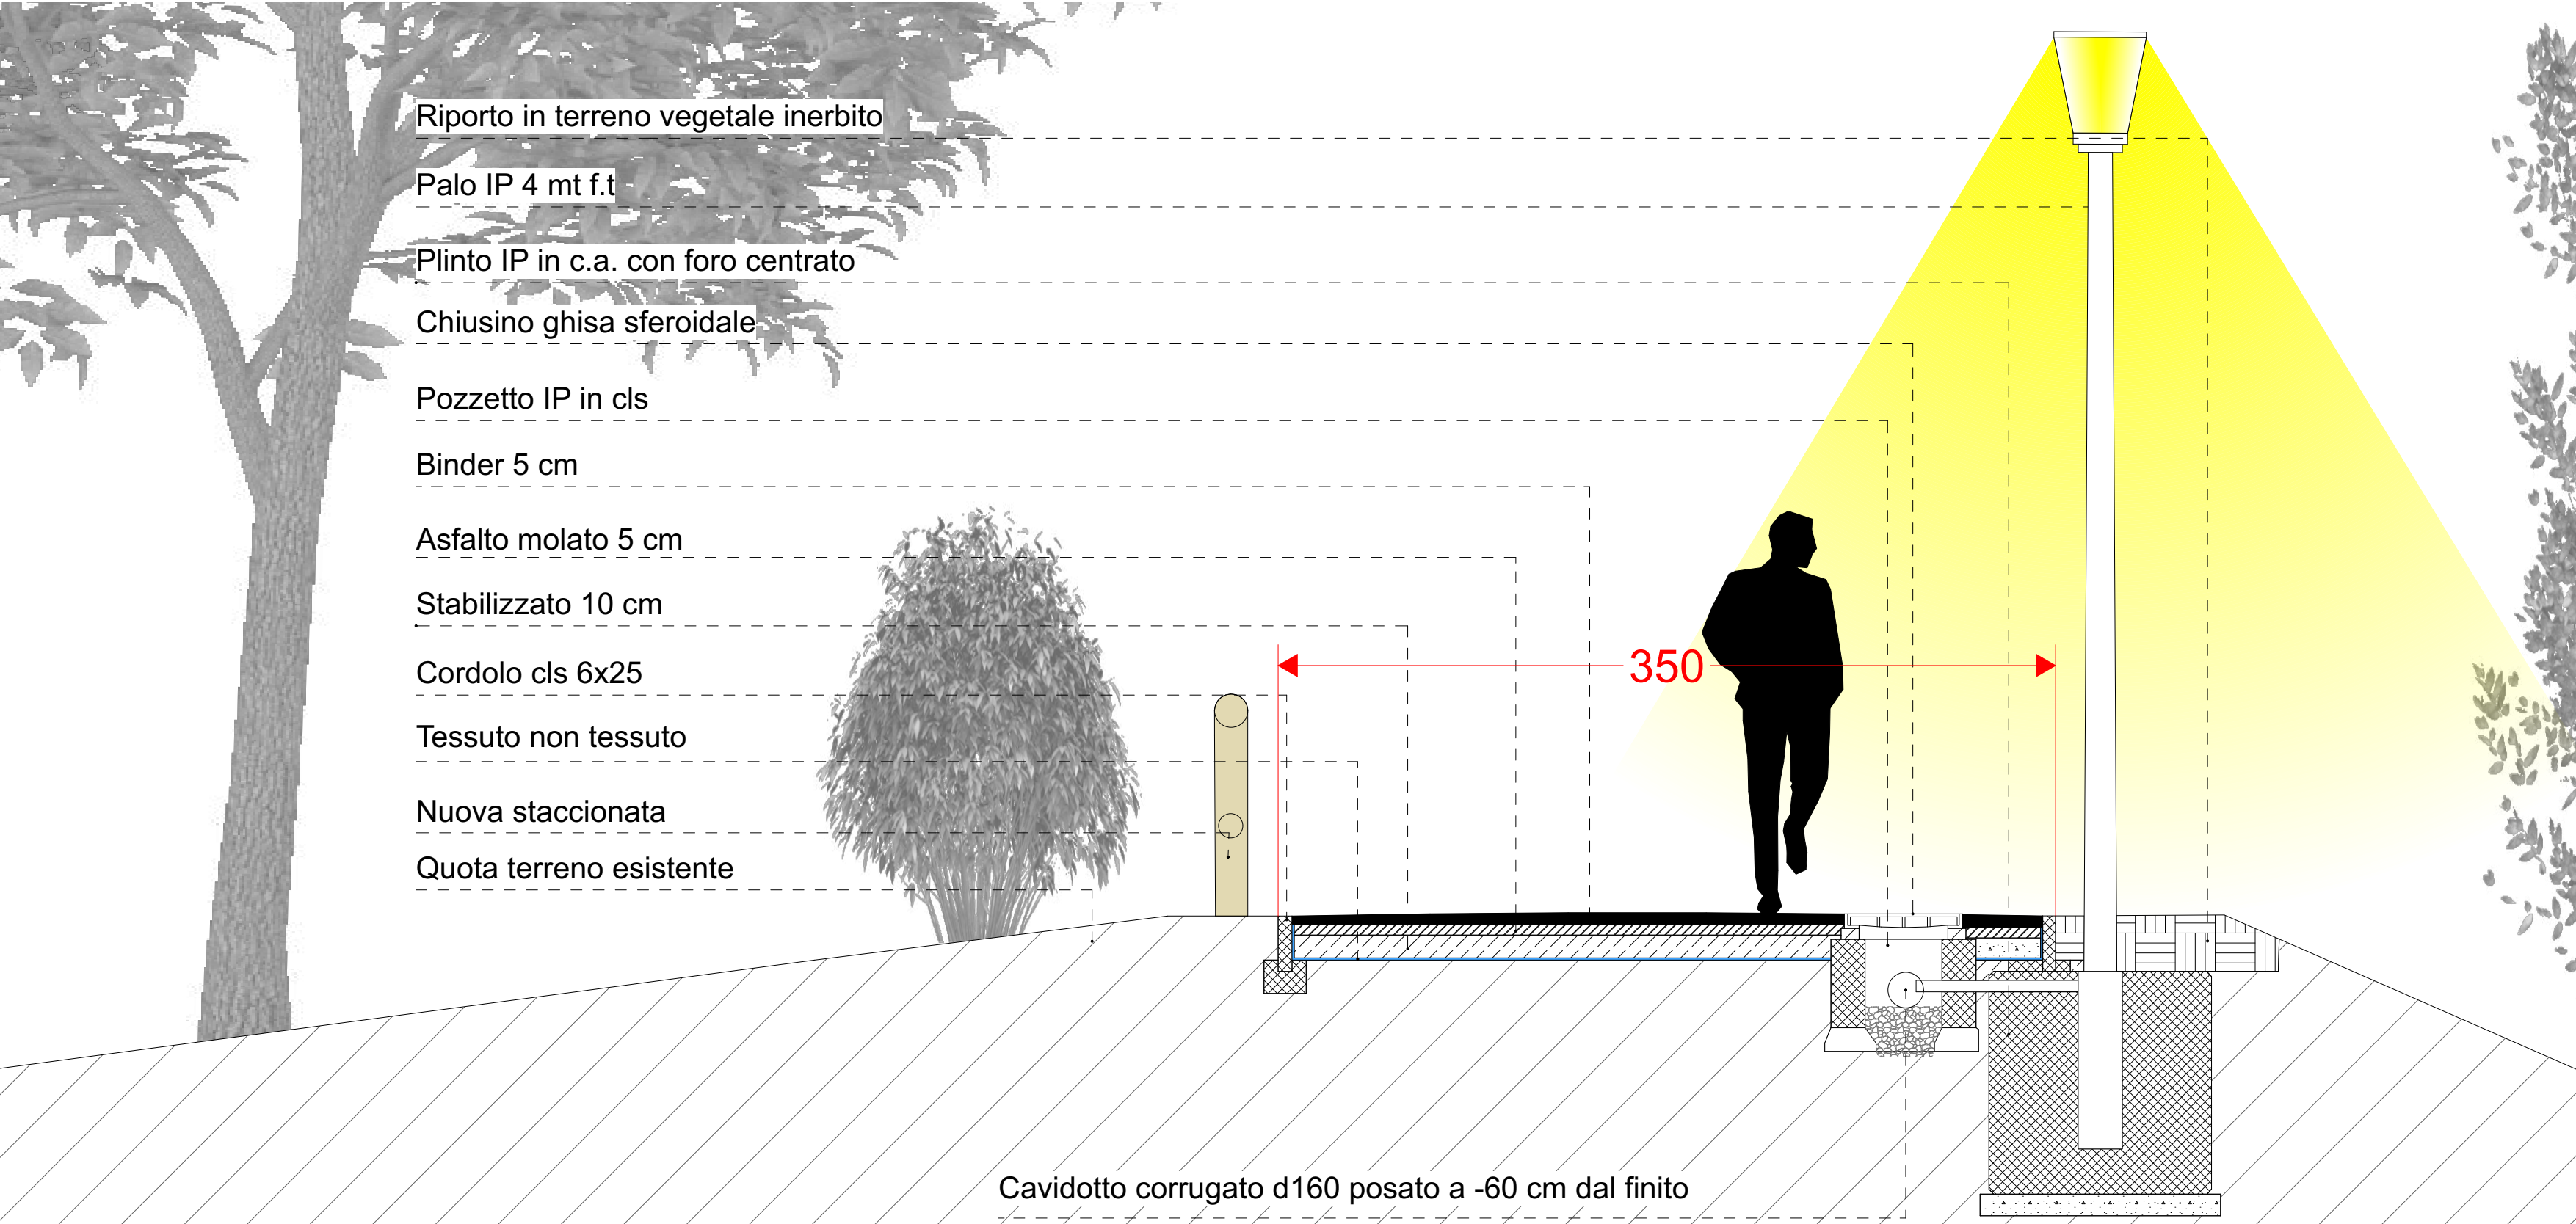 Riporto in terreno vegetale inerbito
Palo IP 4 mt f.t
Plinto IP in c.a. con foro centrato
Chiusino ghisa sferoidale
Pozzetto IP in cls
Binder 5 cm
Asfalto molato 5 cm
Stabilizzato 10 cm
350
Cordolo cls 6x25
Tessuto non tessuto
Nuova staccionata
Quota terreno esistente
Cavidotto corrugato d160 posato a -60 cm dal finito